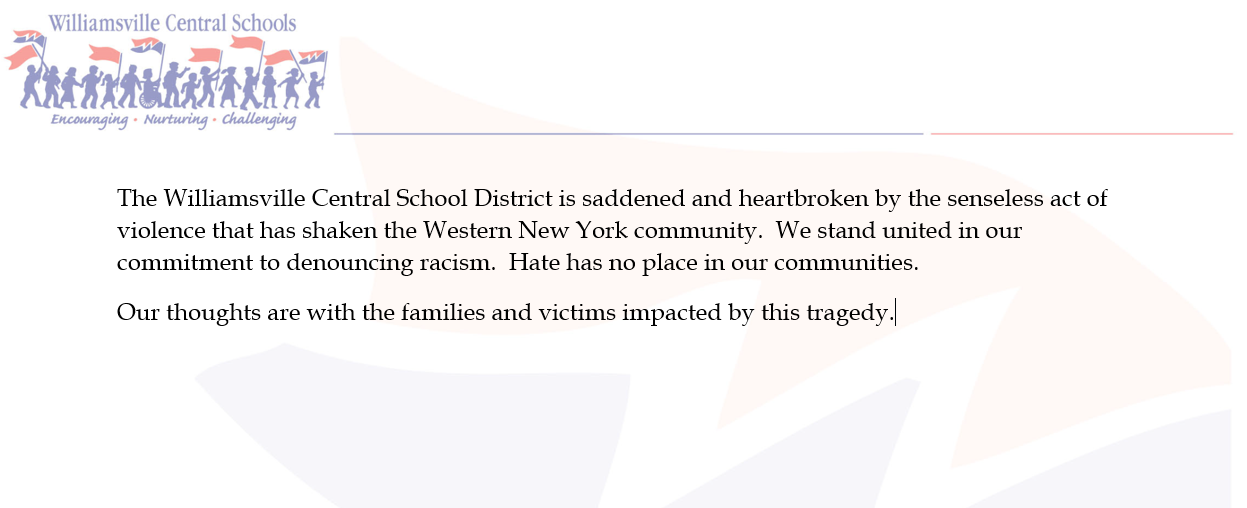 Williamsville Central Schools
Encouraging • Nurturing • Challenging
The Williamsville Central School District is saddened and heartbroken by the senseless act of
violence that has shaken the Western New York community.  We stand united in our
commitment to denouncing racism.  Hate has no place in our communities.
Our thoughts are with the families and victims impacted by this tragedy.